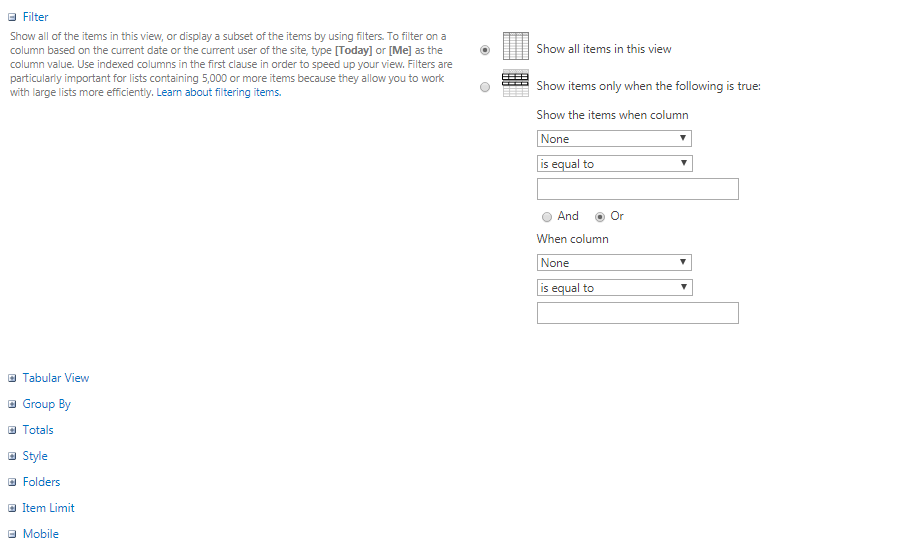 Filter
Show all of the items in this view, or display a subset of the items by using filters. To filter on a
column based on the current date or the current user of the site, type [Today] or [Me] as the
column value. Use indexed columns in the first clause in order to speed up your view. Filters are
particularly important for lists containing 5,000 or more items because they allow you to work
with large lists more efficiently. Learn about filtering items.
Show all items in this view
Show items only when the following is true:
Show the items when column
None
is equal to
And Or
When column
None
is equal to
Tabular View
Group By
Totals
Style
Folders
Item Limit
Mobile